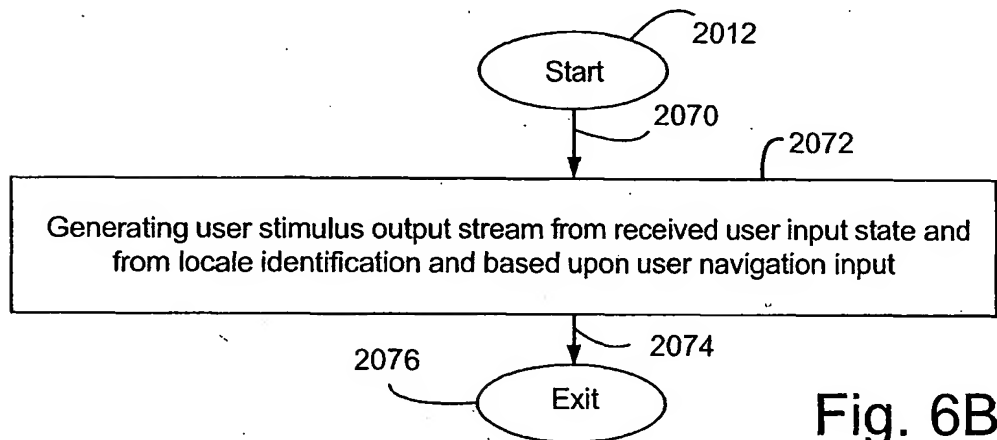 2012
Start
2070
2072
Generating user stimulus output stream from received user input state and
from locale identification and based upon user navigation input
2074
2076
Exit
Fig. 6B